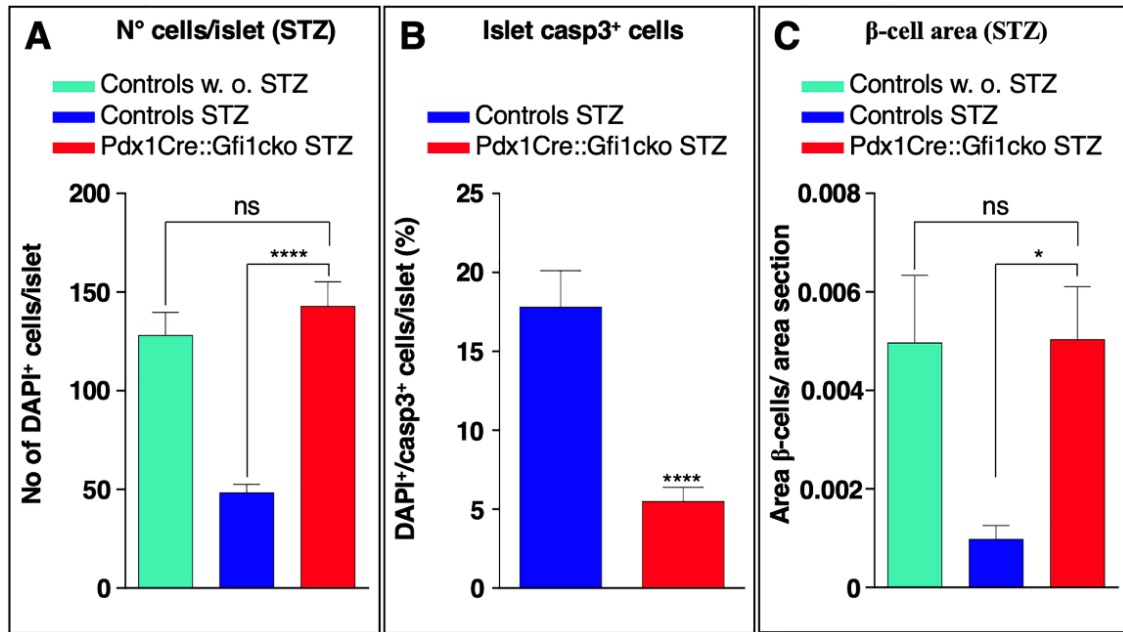 A N° cells/islet (STZ)
Controls w. o. STZ
Controls STZ
Pdx1Cre::Gfi1cko STZ
No of DAPI⁺ cells/islet
200
150
100
50
0
ns
****
B Islet casp3⁺ cells
Controls STZ
Pdx1Cre::Gfi1cko STZ
DAPI⁺/casp3⁺ cells/islet (%)
25
20
15
10
5
0
****
C β-cell area (STZ)
Controls w. o. STZ
Controls STZ
Pdx1Cre::Gfi1cko STZ
Area β-cells/ area section
0.008
0.006
0.004
0.002
0
ns
*